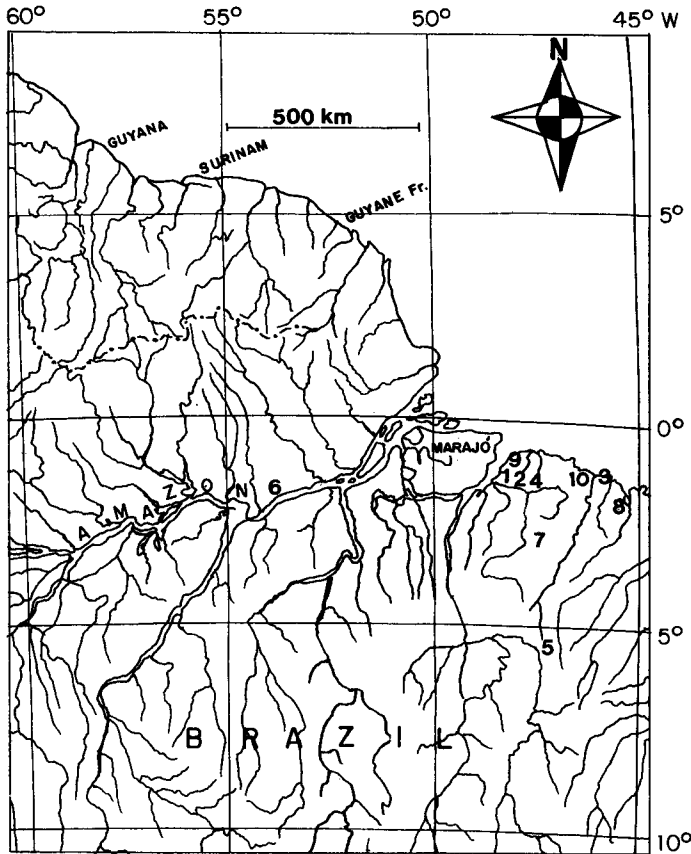 60° 55° 50° 45° W
N
500 km
GUYANA
SURINAM
GUYANE Fr.
5°
0°
MARAJÓ
9
1 2 4 10 3
8
A M A Z O N 6
7
5°
5
B R A Z I L
10°